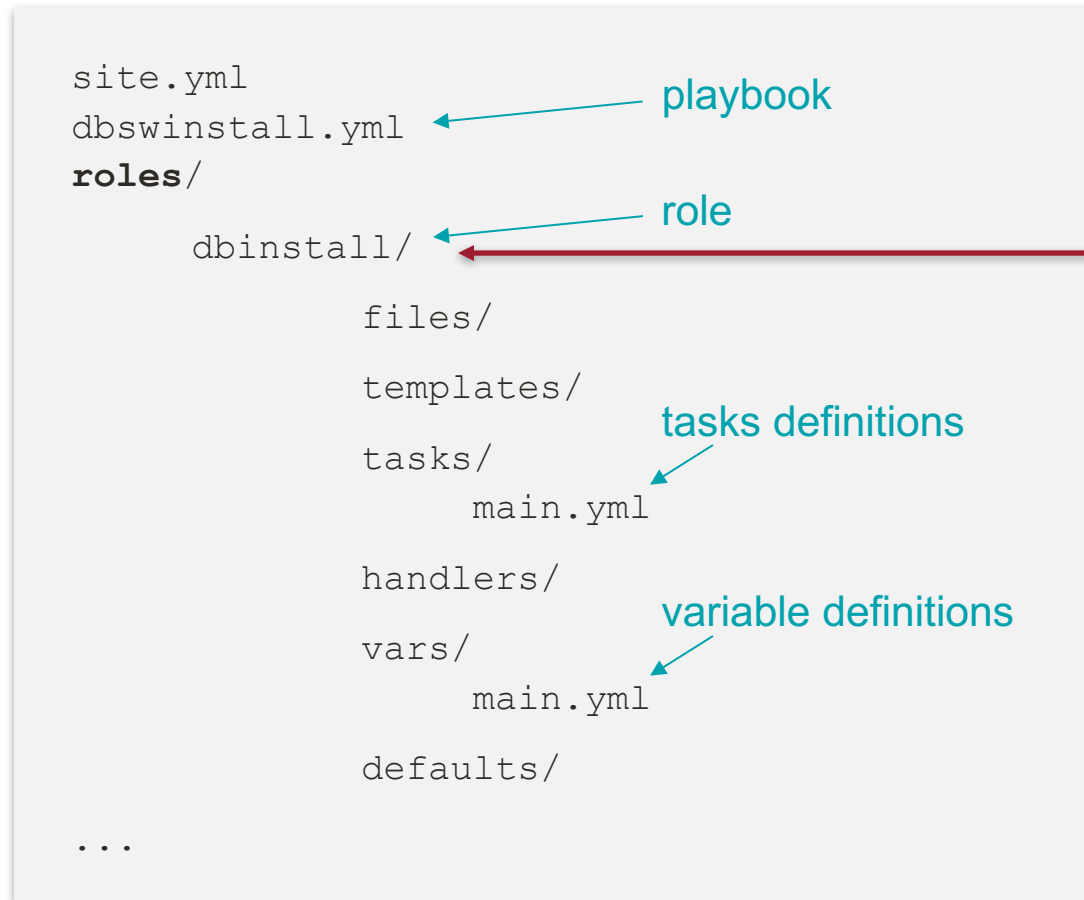 site.yml
playbook
dbswinstall.yml
roles/
role
dbinstall/
files/
templates/
tasks definitions
tasks/
main.yml
handlers/
variable definitions
vars/
main.yml
defaults/
...